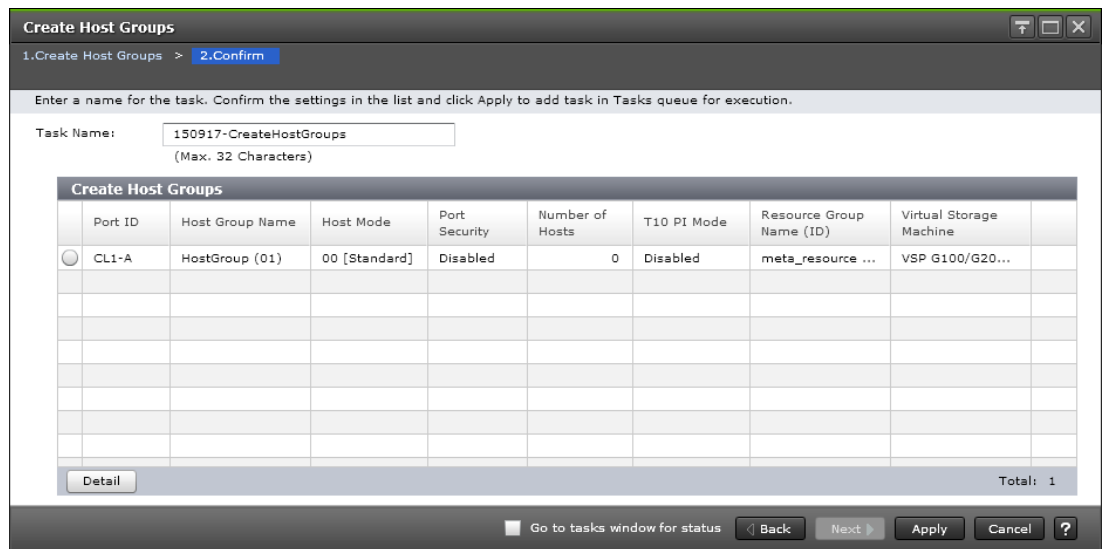 Create Host Groups
1.Create Host Groups > 2.Confirm
Enter a name for the task. Confirm the settings in the list and click Apply to add task in Tasks queue for execution.
Task Name: 150917-CreateHostGroups
(Max. 32 Characters)
Create Host Groups
Port ID Host Group Name Host Mode Port Security Number of Hosts T10 PI Mode Resource Group Name (ID) Virtual Storage Machine
CL1-A HostGroup (01) 00 [Standard] Disabled 0 Disabled meta_resource ... VSP G100/G20...
Detail Total: 1
Go to tasks window for status Back Next Apply Cancel ?